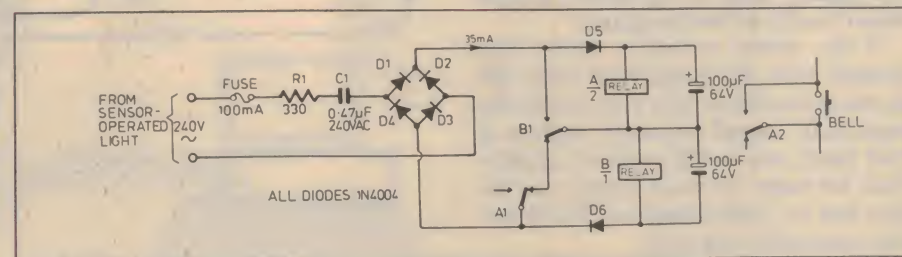 FROM
SENSOR-
OPERATED
LIGHT
240V
~
FUSE
100mA
R1
330
C1
0·47µF
240VAC
D1
D2
D4
D3
35mA
ALL DIODES 1N4004
B1
A1
D5
A/2
RELAY
+
100µF
64V
B/1
RELAY
+
100µF
64V
D6
A2
BELL